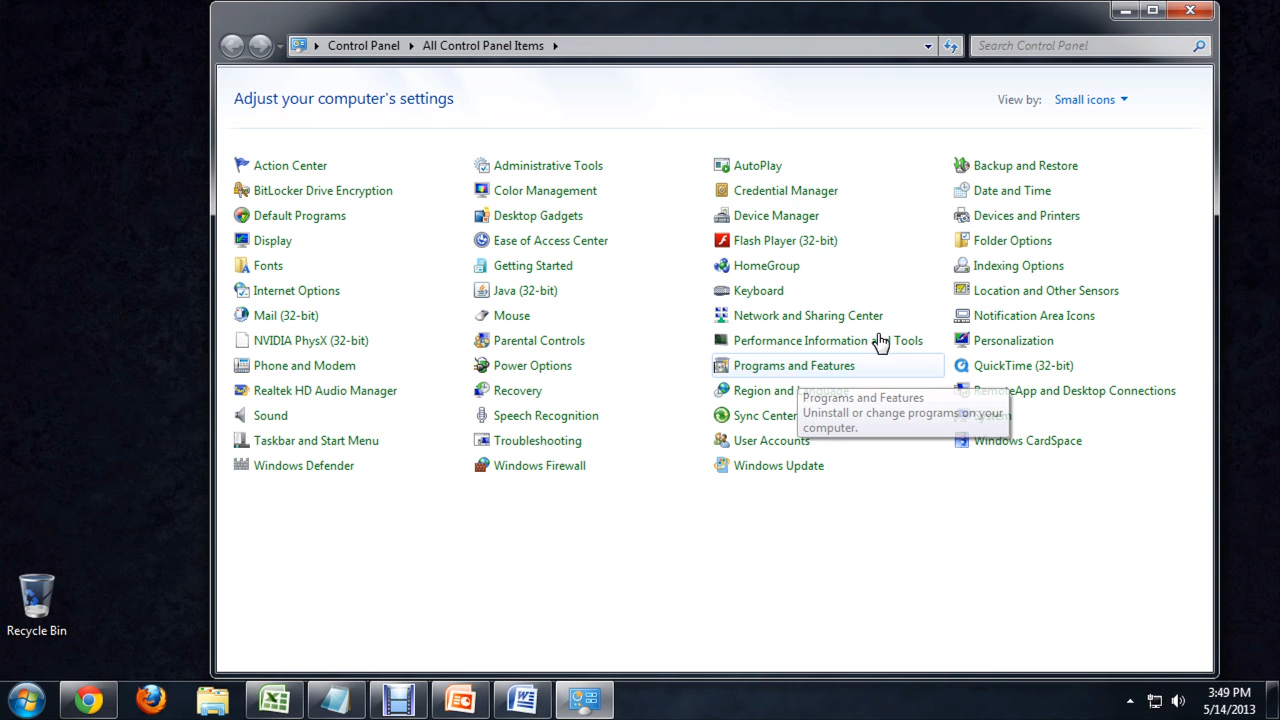 Control Panel All Control Panel Items
Search Control Panel
Adjust your computer's settings
View by: Small icons
Action Center Administrative Tools AutoPlay Backup and Restore
BitLocker Drive Encryption Color Management Credential Manager Date and Time
Default Programs Desktop Gadgets Device Manager Devices and Printers
Display Ease of Access Center Flash Player (32-bit) Folder Options
Fonts Getting Started HomeGroup Indexing Options
Internet Options Java (32-bit) Keyboard Location and Other Sensors
Mail (32-bit) Mouse Network and Sharing Center Notification Area Icons
NVIDIA PhysX (32-bit) Parental Controls Performance Information and Tools Personalization
Phone and Modem Power Options Programs and Features QuickTime (32-bit)
Realtek HD Audio Manager Recovery Region and Language RemoteApp and Desktop Connections
Programs and Features
Uninstall or change programs on your
computer.
Sound Speech Recognition Sync Center System
Taskbar and Start Menu Troubleshooting User Accounts Windows CardSpace
Windows Defender Windows Firewall Windows Update
Recycle Bin
3:49 PM
5/14/2013